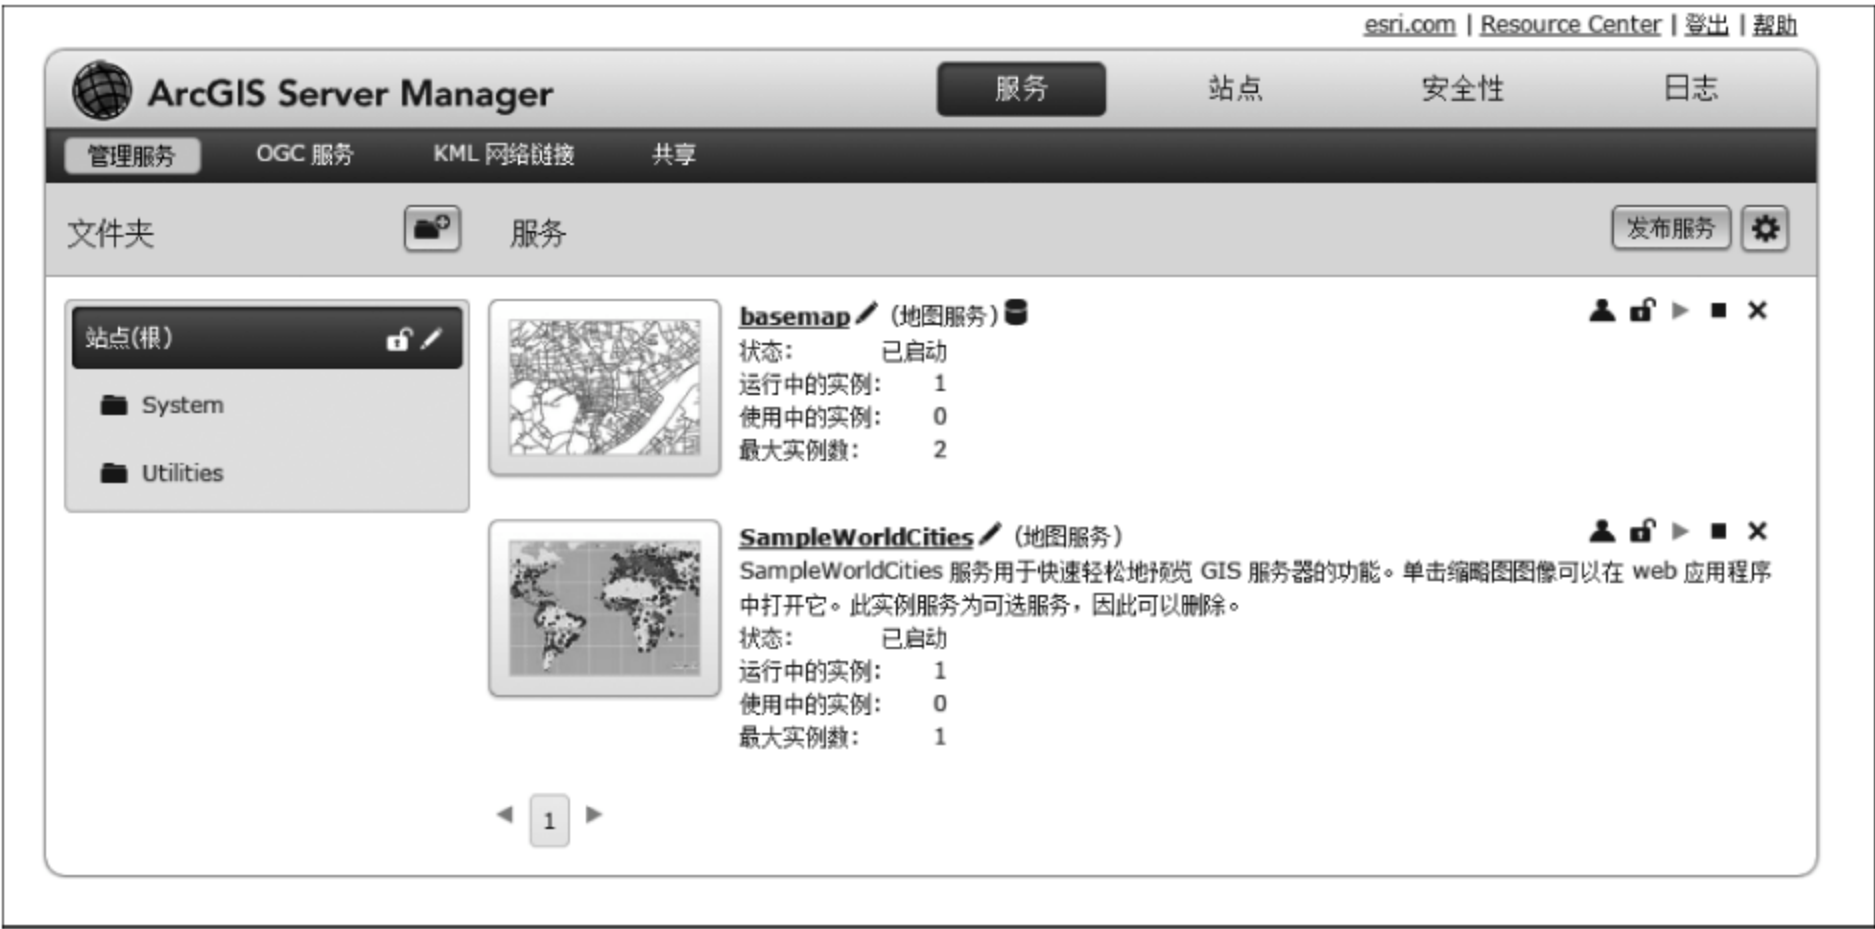 esri.com | Resource Center | 登出 | 帮助
ArcGIS Server Manager 服务 站点 安全性 日志
管理服务 OGC 服务 KML 网络链接 共享
文件夹 服务 发布服务
站点(根)
System
Utilities
basemap (地图服务)
状态: 已启动
运行中的实例: 1
使用中的实例: 0
最大实例数: 2
SampleWorldCities (地图服务)
SampleWorldCities 服务用于快速轻松地预览 GIS 服务器的功能。单击缩略图图像可以在 web 应用程序
中打开它。此实例服务为可选服务，因此可以删除。
状态: 已启动
运行中的实例: 1
使用中的实例: 0
最大实例数: 1
1